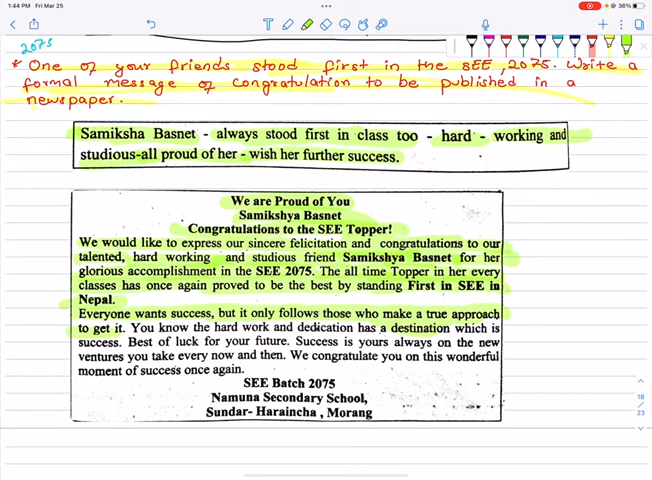 1:44 PM Fri Mar 25
36%
2075
* One of your friends stood first in the SEE, 2075. Write a
formal message of congratulation to be published in a
newspaper.
Samiksha Basnet - always stood first in class too - hard - working and
studious-all proud of her - wish her further success.
We are Proud of You
Samikshya Basnet
Congratulations to the SEE Topper!
We would like to express our sincere felicitation and congratulations to our
talented, hard working and studious friend Samikshya Basnet for her
glorious accomplishment in the SEE 2075. The all time Topper in her every
classes has once again proved to be the best by standing First in SEE in
Nepal.
Everyone wants success, but it only follows those who make a true approach
to get it. You know the hard work and dedication has a destination which is
success. Best of luck for your future. Success is yours always on the new
ventures you take every now and then. We congratulate you on this wonderful
moment of success once again.
SEE Batch 2075
Namuna Secondary School,
Sundar- Haraincha , Morang
18
23